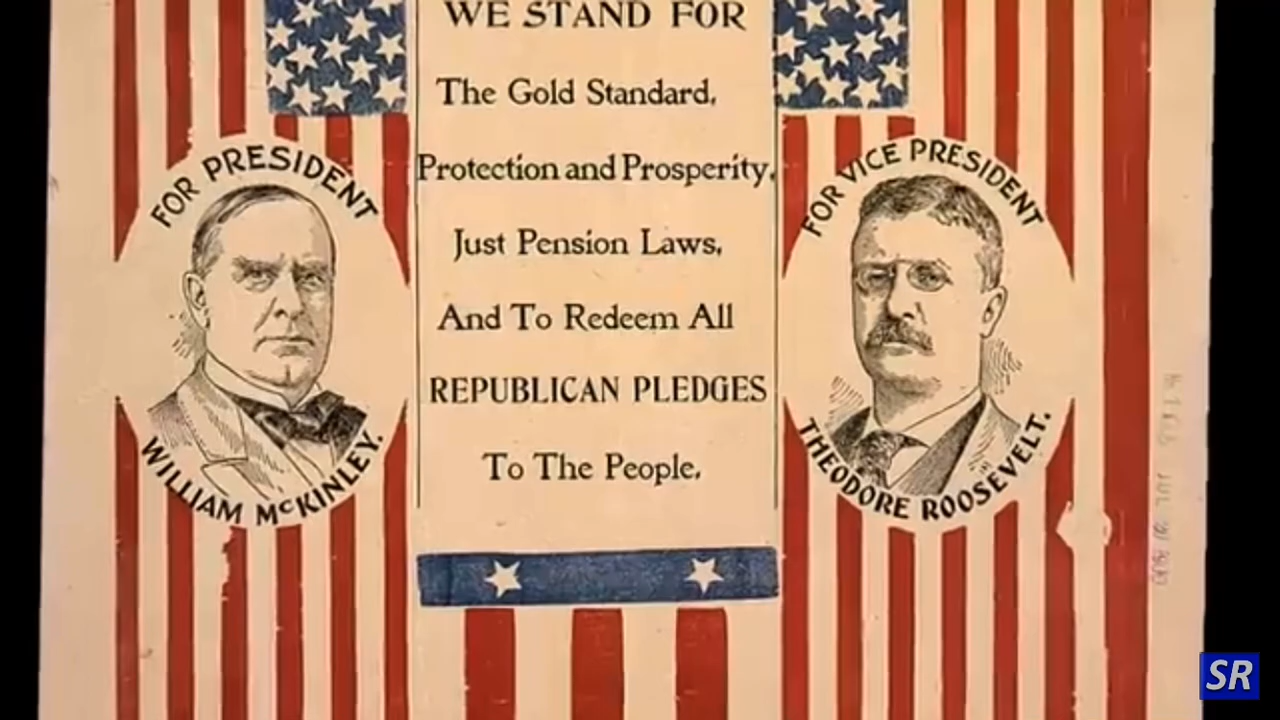 WE STAND FOR
The Gold Standard,
Protection and Prosperity,
Just Pension Laws,
And To Redeem All
REPUBLICAN PLEDGES
To The People.
FOR PRESIDENT
WILLIAM McKINLEY.
FOR VICE PRESIDENT
THEODORE ROOSEVELT.
SR